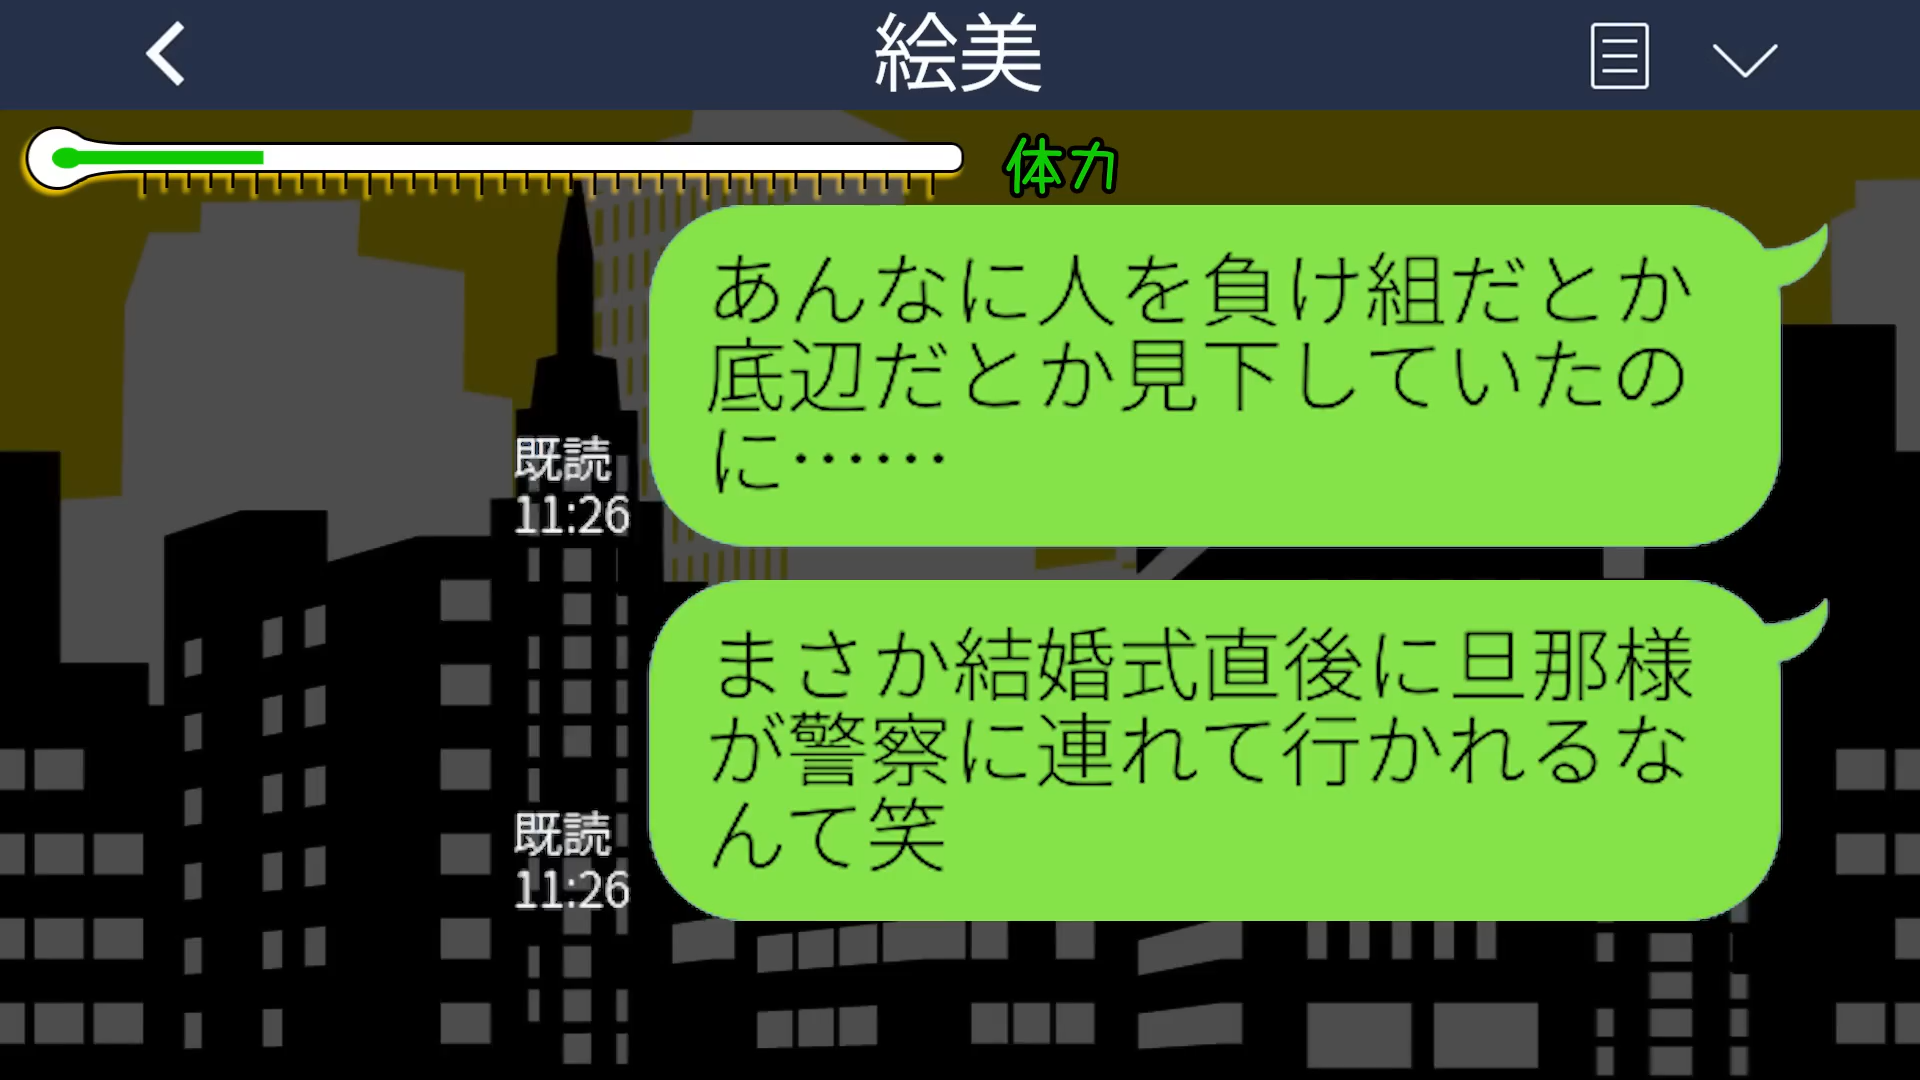 絵美
体力
あんなに人を負け組だとか
底辺だとか見下していたの
に……
既読
11:26
まさか結婚式直後に旦那様
が警察に連れて行かれるな
んて笑
既読
11:26